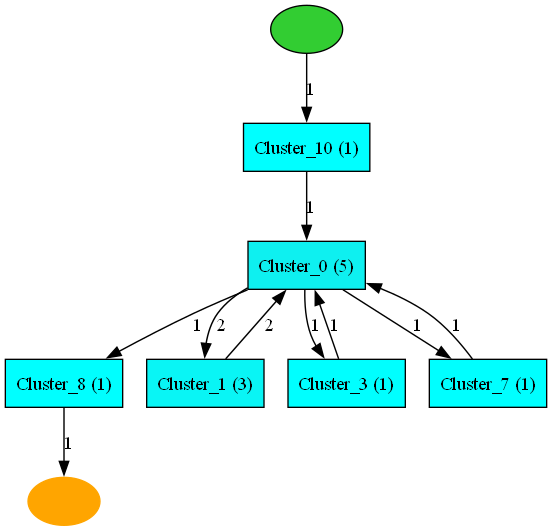 1
Cluster_10 (1)
1
Cluster_0 (5)
1 2 2 1 1 1 1
Cluster_8 (1) Cluster_1 (3) Cluster_3 (1) Cluster_7 (1)
1